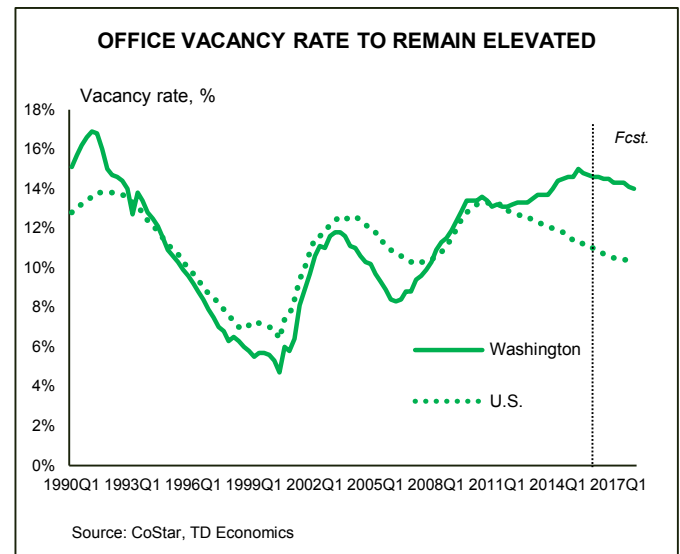 OFFICE VACANCY RATE TO REMAIN ELEVATED
Vacancy rate, %
18%
Fcst.
16%
14%
12%
10%
8%
6%
Washington
4%
U.S.
2%
0%
1990Q1 1993Q1 1996Q1 1999Q1 2002Q1 2005Q1 2008Q1 2011Q1 2014Q1 2017Q1
Source: CoStar, TD Economics